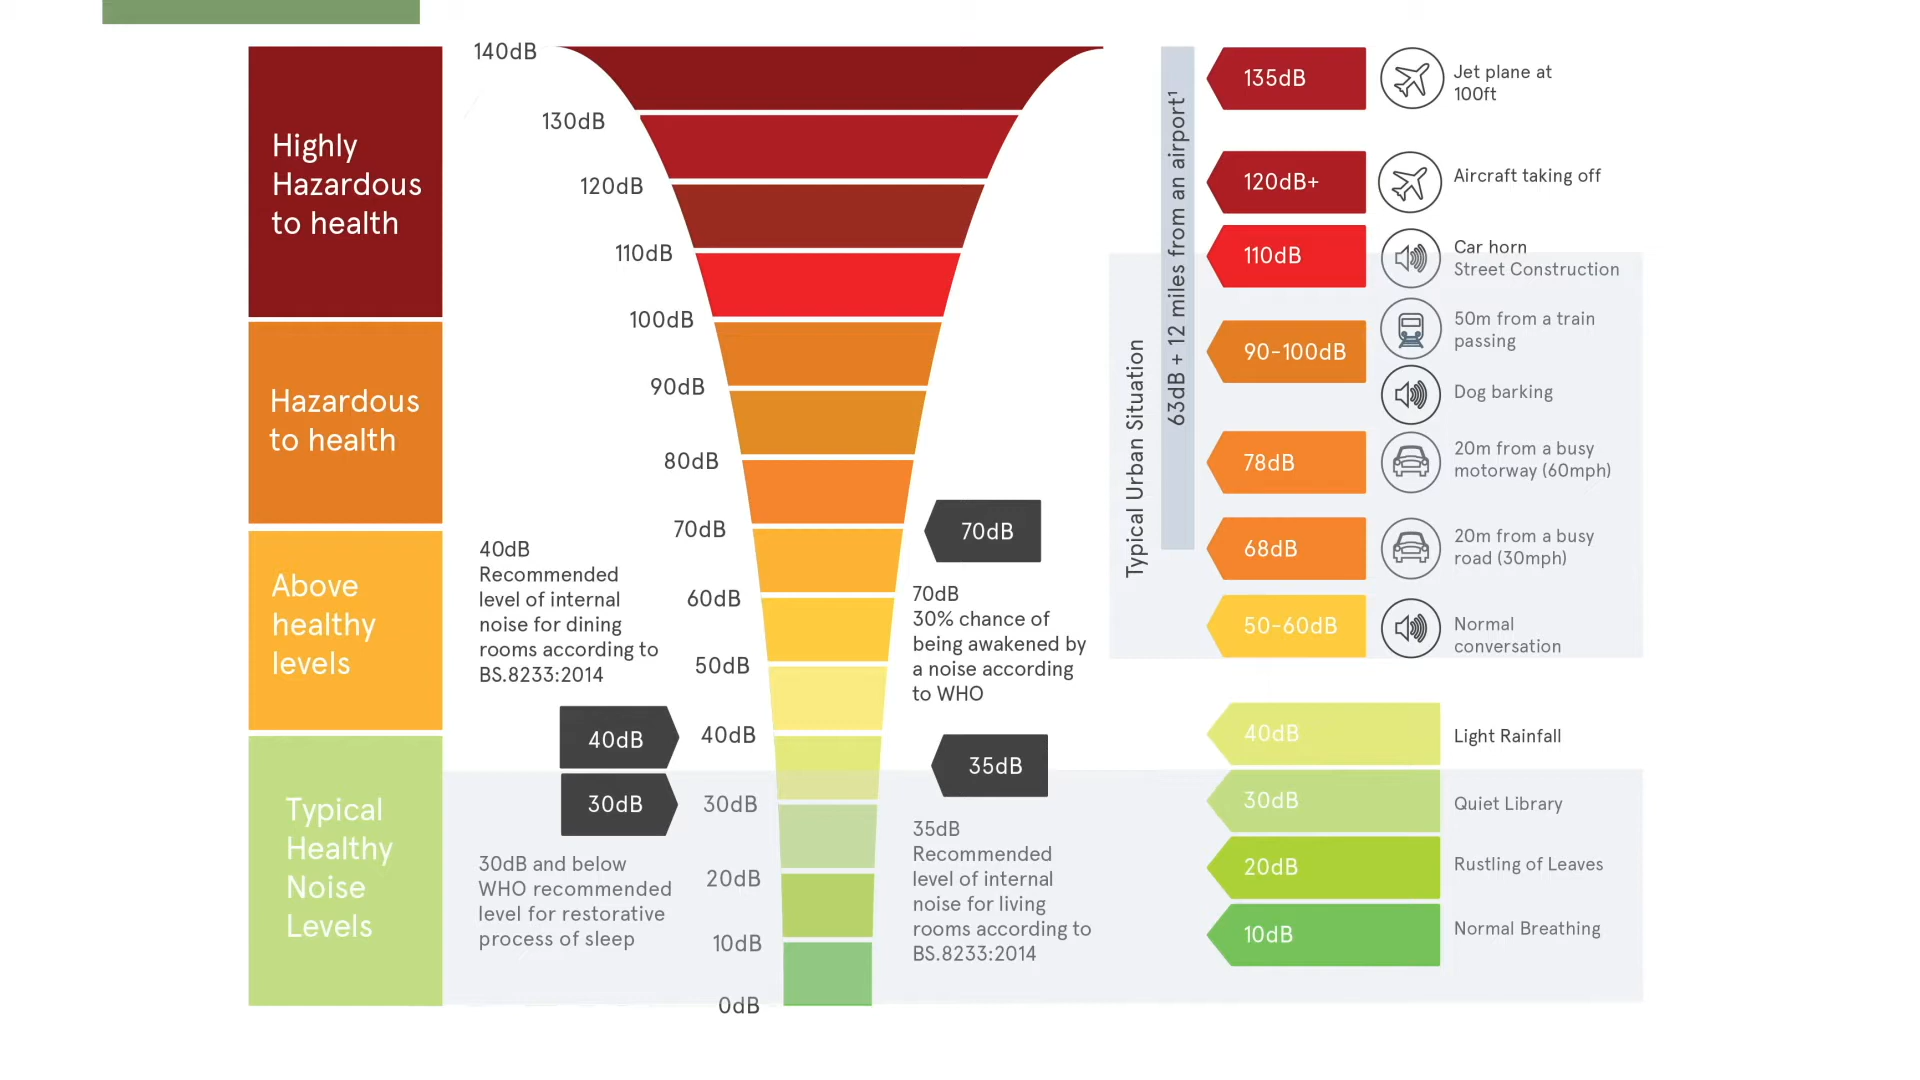 Highly
Hazardous
to health
Hazardous
to health
Above
healthy
levels
Typical
Healthy
Noise
Levels
140dB
130dB
120dB
110dB
100dB
90dB
80dB
70dB
60dB
50dB
40dB
30dB
20dB
10dB
0dB
40dB
Recommended
level of internal
noise for dining
rooms according to
BS.8233:2014
40dB
30dB
30dB and below
WHO recommended
level for restorative
process of sleep
70dB
70dB
30% chance of
being awakened by
a noise according
to WHO
35dB
35dB
Recommended
level of internal
noise for living
rooms according to
BS.8233:2014
Typical Urban Situation
63dB + 12 miles from an airport¹
135dB
Jet plane at
100ft
120dB+
Aircraft taking off
110dB
Car horn
Street Construction
90-100dB
50m from a train
passing
Dog barking
78dB
20m from a busy
motorway (60mph)
68dB
20m from a busy
road (30mph)
50-60dB
Normal
conversation
40dB
Light Rainfall
30dB
Quiet Library
20dB
Rustling of Leaves
10dB
Normal Breathing